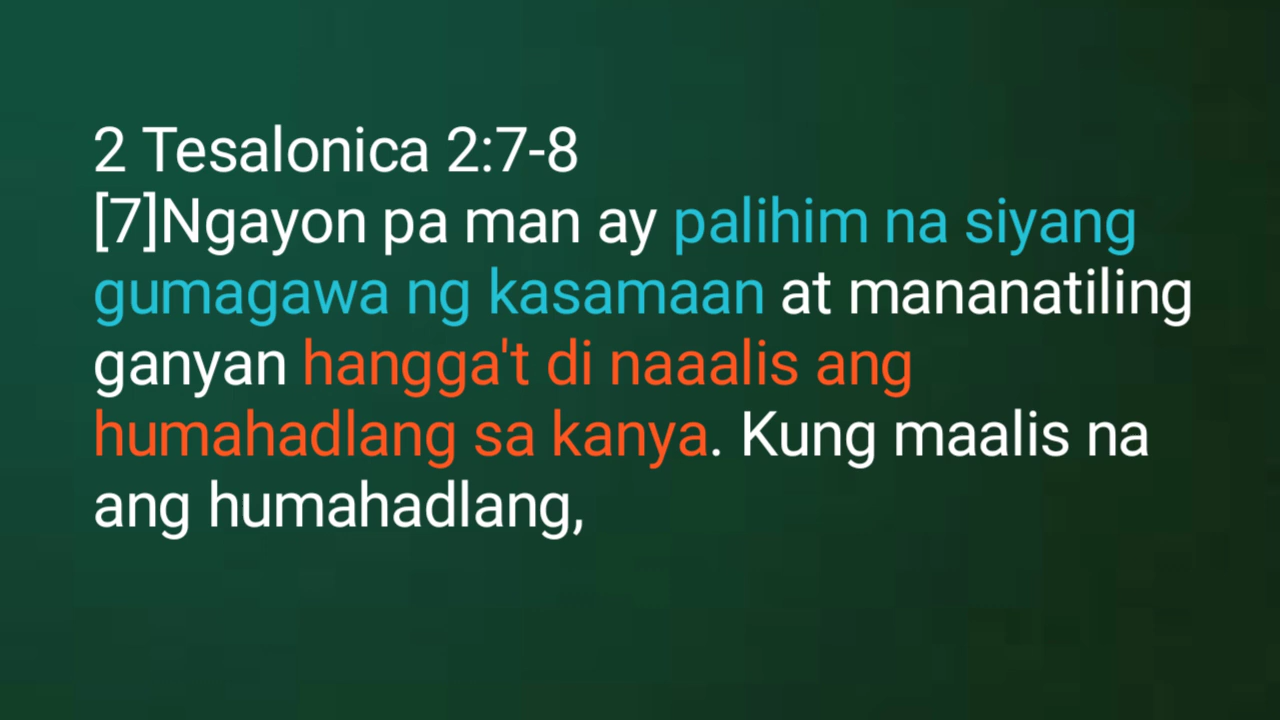 2 Tesalonica 2:7-8
[7]Ngayon pa man ay palihim na siyang
gumagawa ng kasamaan at mananatiling
ganyan hangga't di naaalis ang
humahadlang sa kanya. Kung maalis na
ang humahadlang,